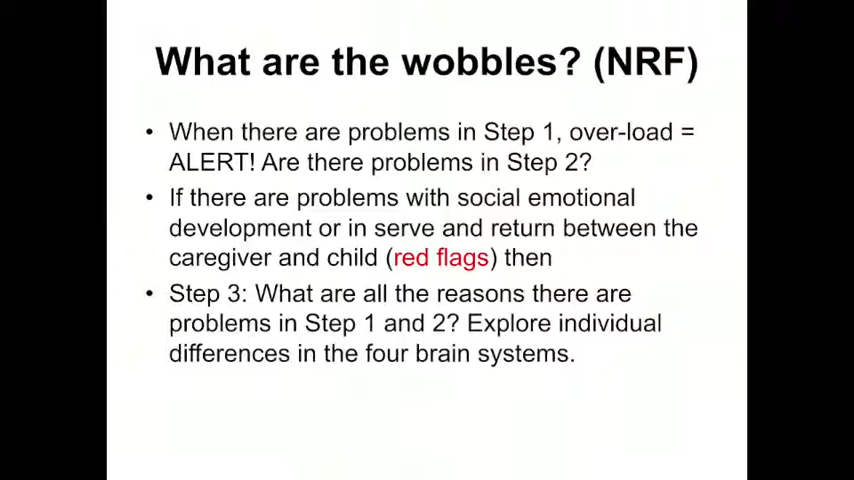 What are the wobbles? (NRF)
• When there are problems in Step 1, over-load =
ALERT! Are there problems in Step 2?
• If there are problems with social emotional
development or in serve and return between the
caregiver and child (red flags) then
• Step 3: What are all the reasons there are
problems in Step 1 and 2? Explore individual
differences in the four brain systems.